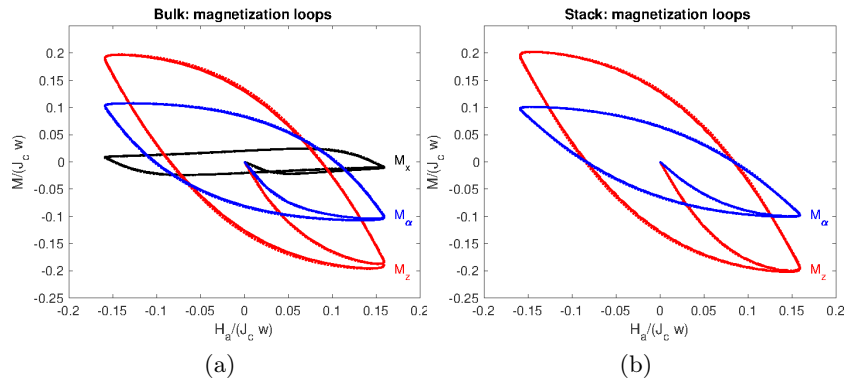 Bulk: magnetization loops
M/(J_c w)
0.2
0.15
0.1
0.05
0
-0.05
-0.1
-0.15
-0.2
-0.25
M_x
M_α
M_z
-0.2 -0.15 -0.1 -0.05 0 0.05 0.1 0.15 0.2
H_a/(J_c w)
(a)
Stack: magnetization loops
M/(J_c w)
0.2
0.15
0.1
0.05
0
-0.05
-0.1
-0.15
-0.2
-0.25
M_α
M_z
-0.2 -0.15 -0.1 -0.05 0 0.05 0.1 0.15 0.2
H_a/(J_c w)
(b)